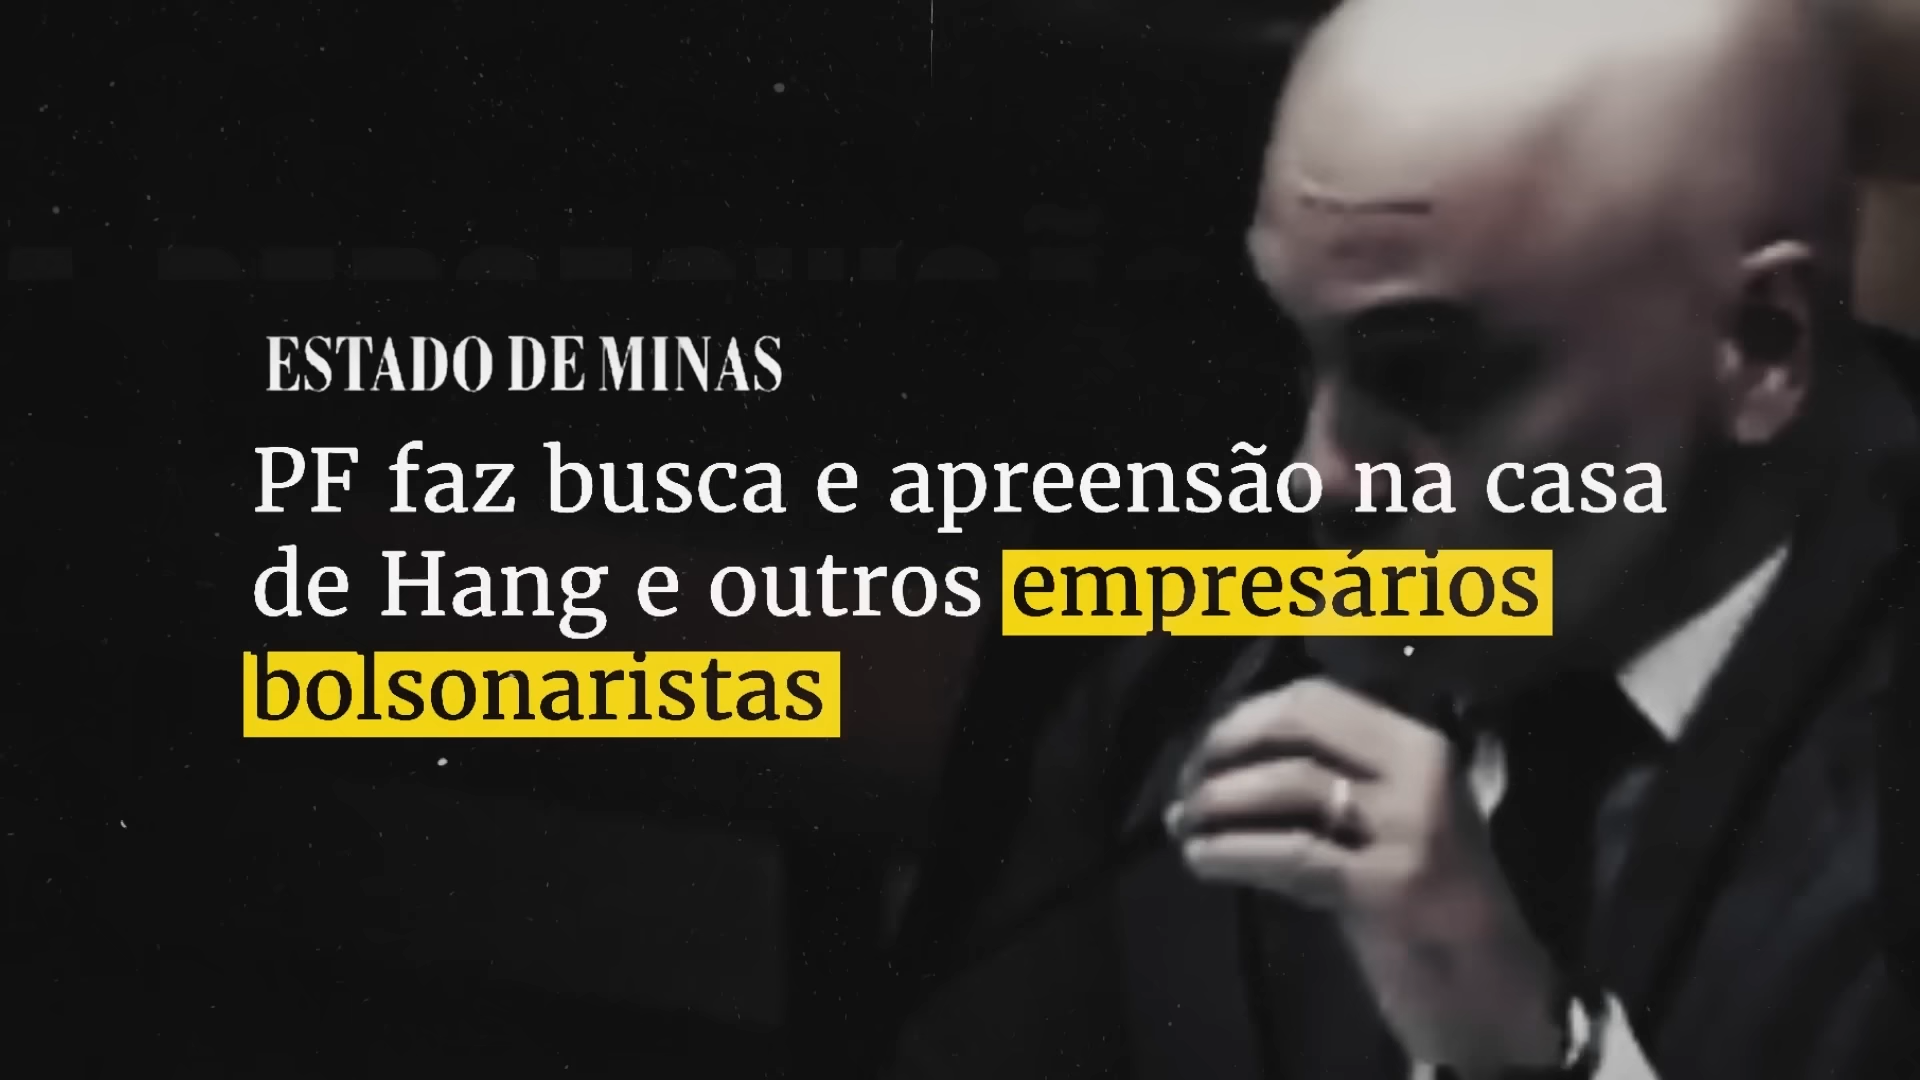 ESTADO DE MINAS
PF faz busca e apreensão na casa
de Hang e outros empresários
bolsonaristas